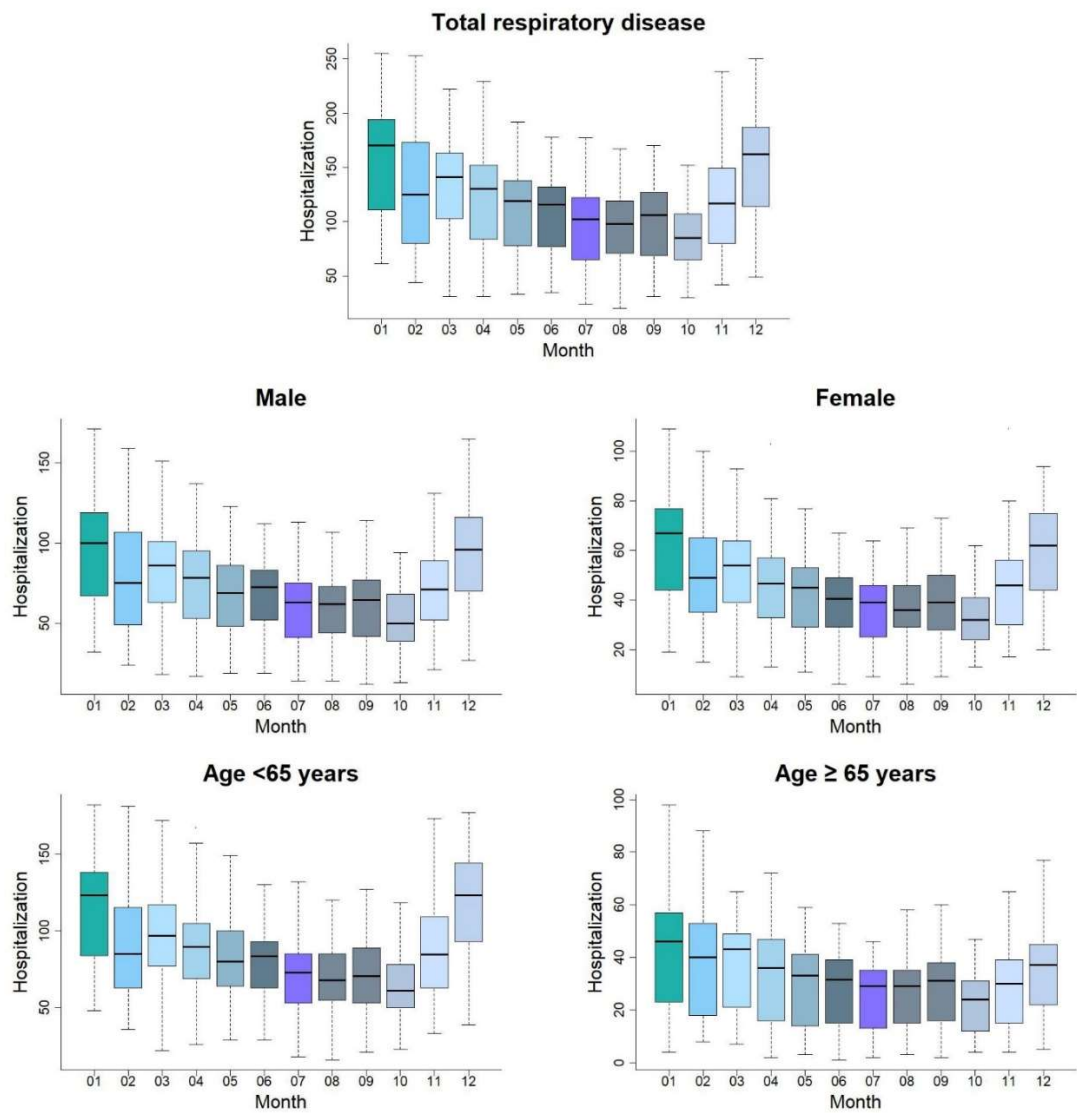 Total respiratory disease
Hospitalization
250
200
150
100
50
01 02 03 04 05 06 07 08 09 10 11 12
Month
Male
Hospitalization
150
100
50
01 02 03 04 05 06 07 08 09 10 11 12
Month
Female
Hospitalization
100
80
60
40
20
01 02 03 04 05 06 07 08 09 10 11 12
Month
Age <65 years
Hospitalization
150
100
50
01 02 03 04 05 06 07 08 09 10 11 12
Month
Age ≥ 65 years
Hospitalization
100
80
60
40
20
0
01 02 03 04 05 06 07 08 09 10 11 12
Month